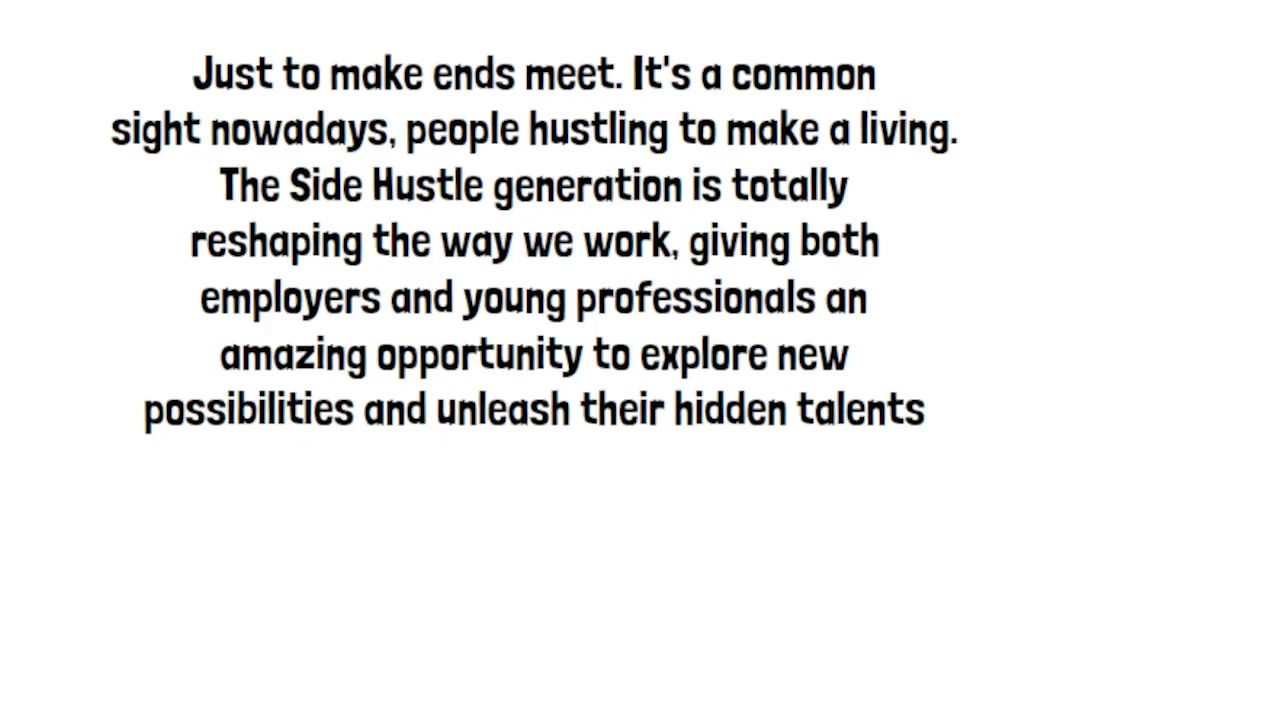 Just to make ends meet. It's a common
sight nowadays, people hustling to make a living.
The Side Hustle generation is totally
reshaping the way we work, giving both
employers and young professionals an
amazing opportunity to explore new
possibilities and unleash their hidden talents